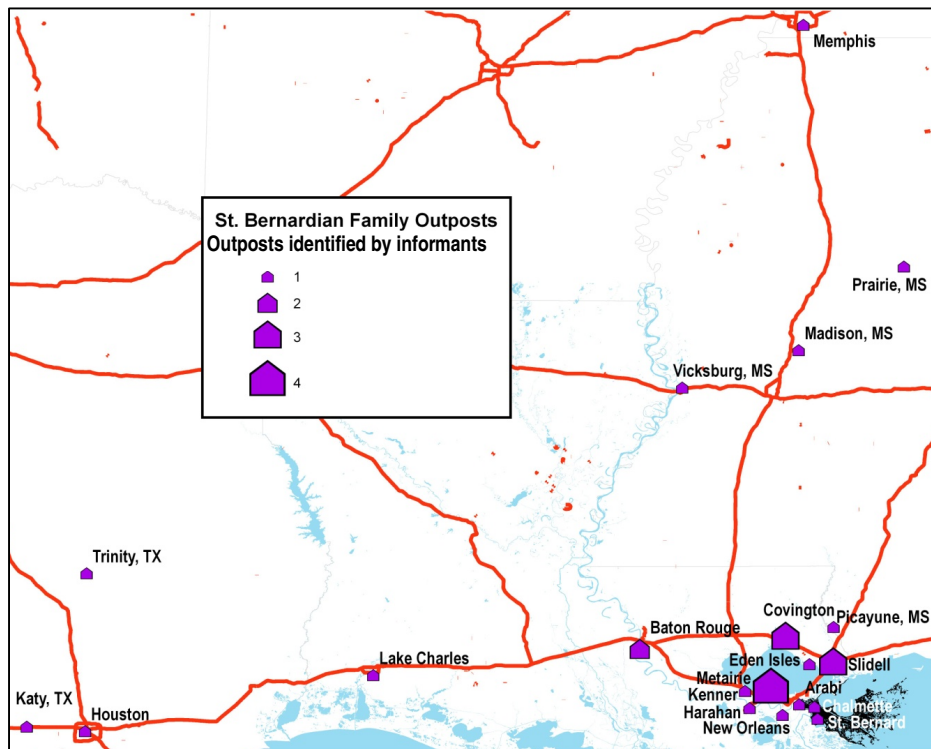 Memphis
St. Bernardian Family Outposts
Outposts identified by informants
1
2
3
4
Prairie, MS
Madison, MS
Vicksburg, MS
Trinity, TX
Covington
Picayune, MS
Baton Rouge
Eden Isles
Slidell
Lake Charles
Metairie
Arabi
Kenner
Chalmette
Katy, TX
Houston
Harahan
St. Bernard
New Orleans